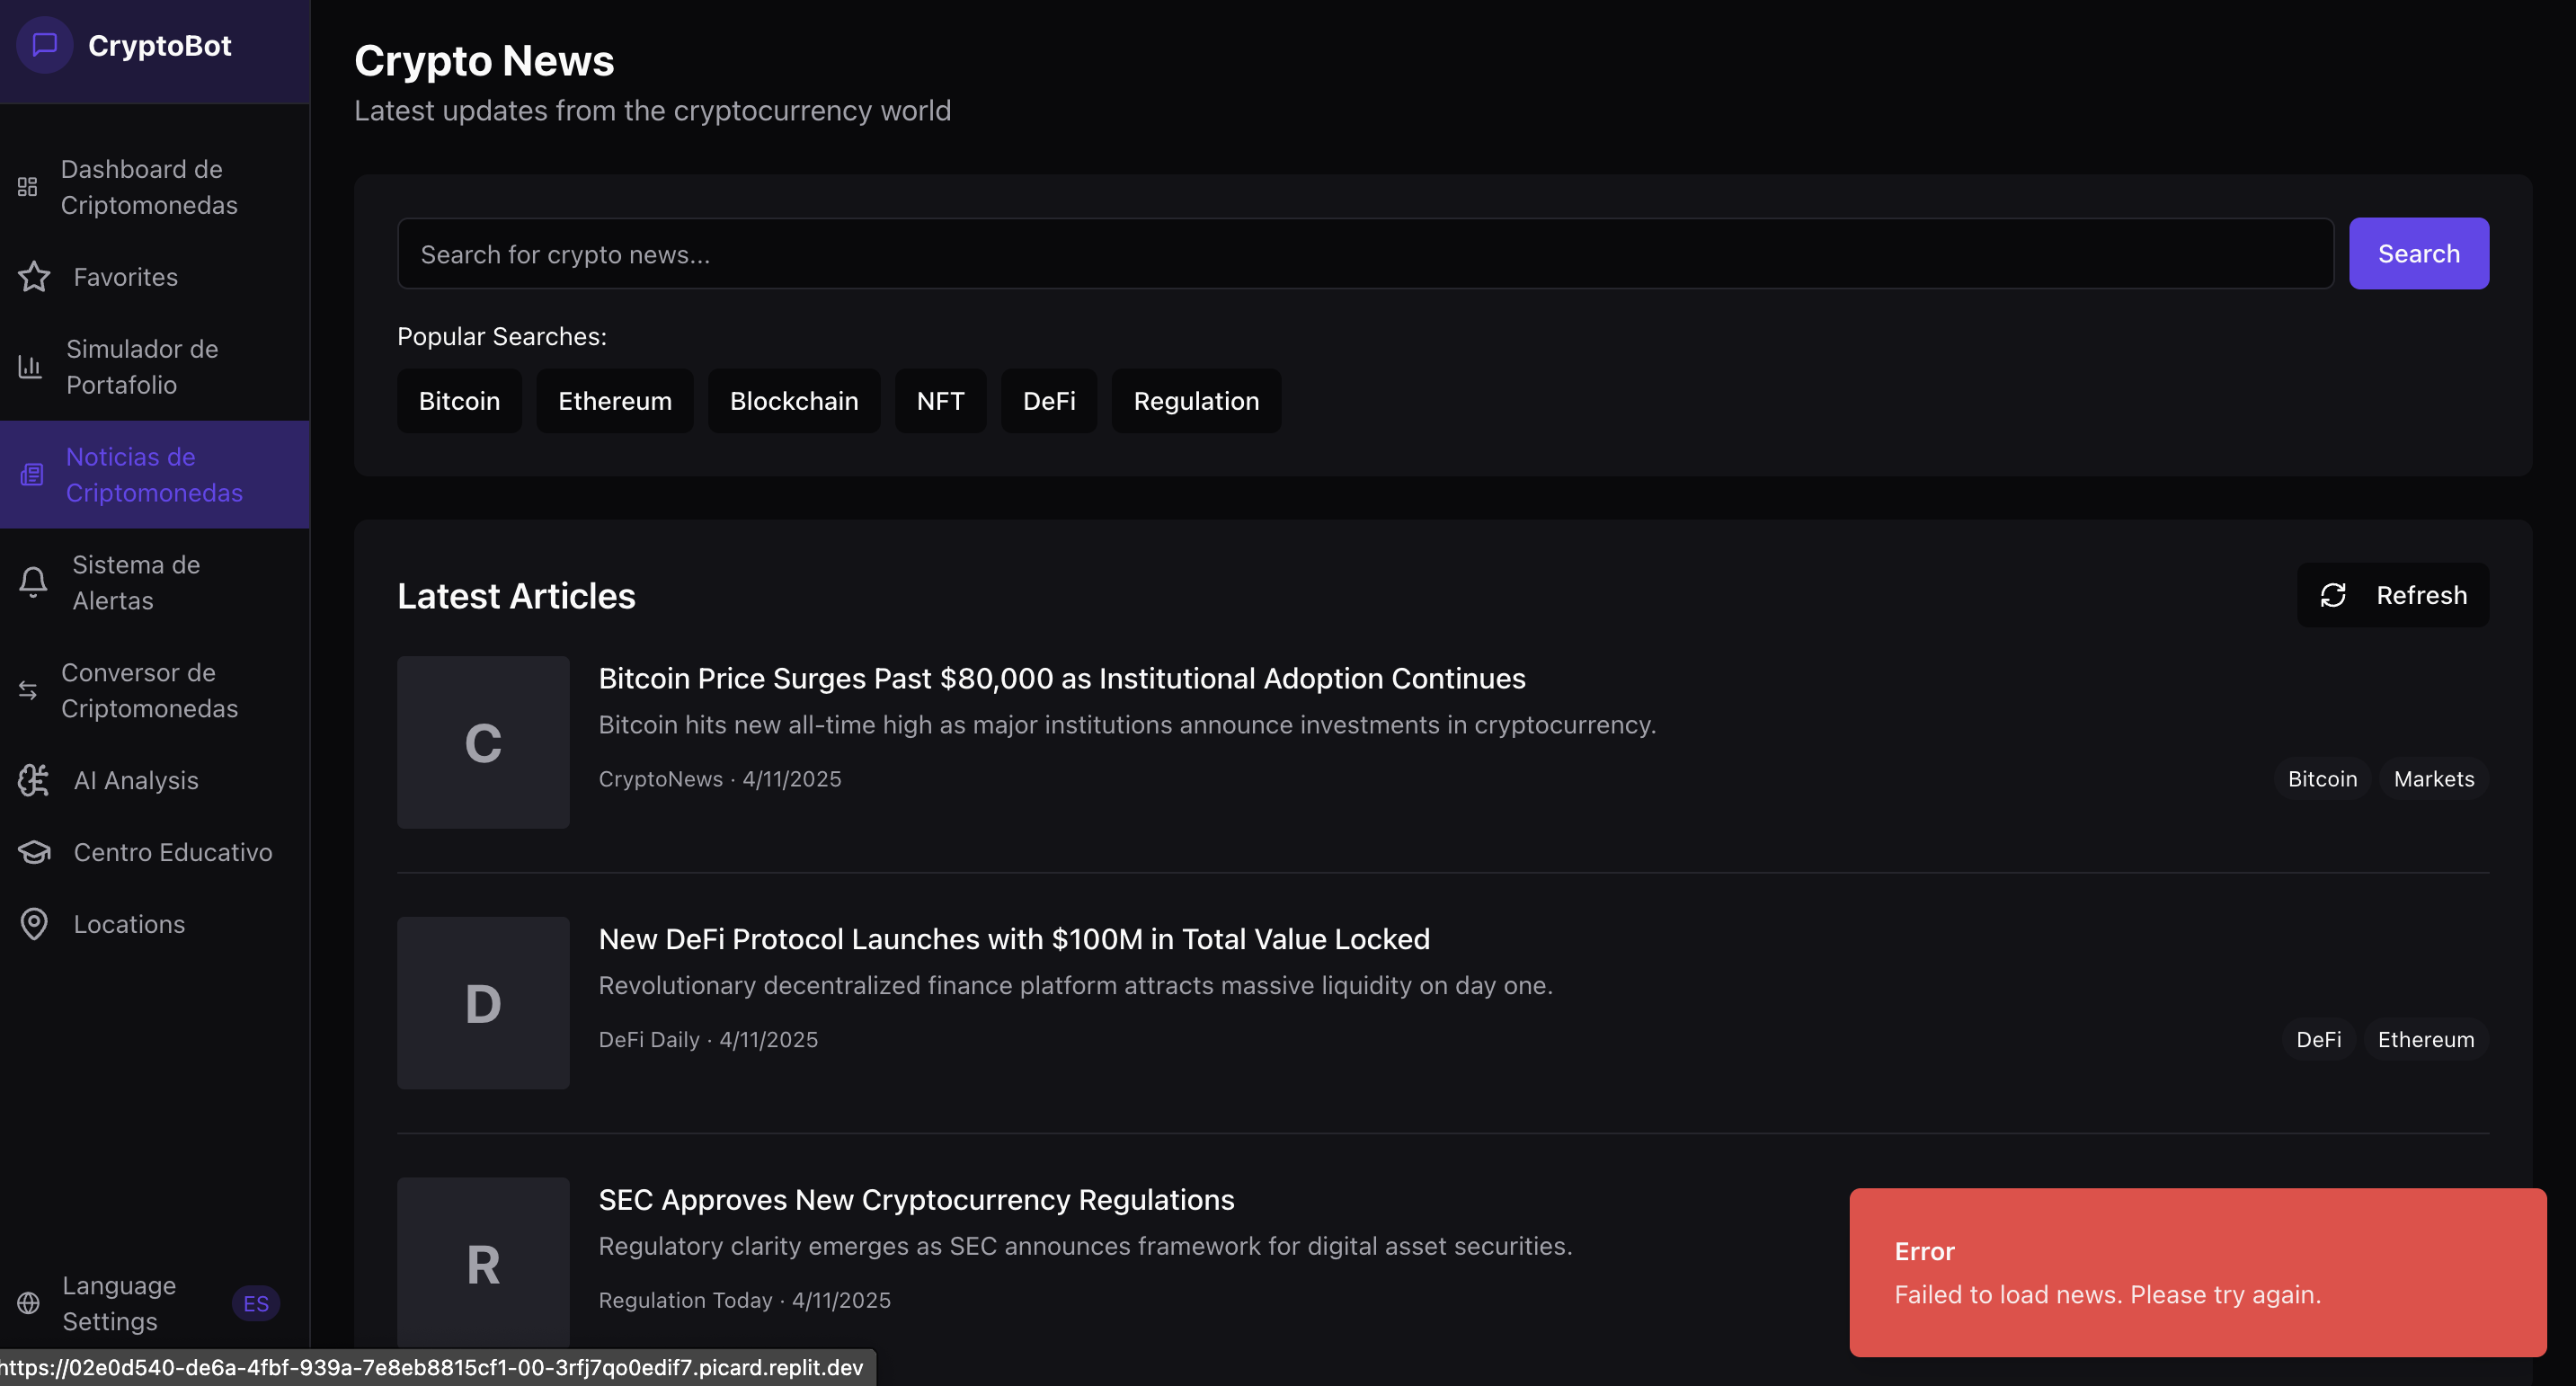 CryptoBot
Dashboard de
Criptomonedas
Favorites
Simulador de
Portafolio
Noticias de
Criptomonedas
Sistema de
Alertas
Conversor de
Criptomonedas
AI Analysis
Centro Educativo
Locations
Language
Settings
ES
Crypto News
Latest updates from the cryptocurrency world
Search for crypto news...
Search
Popular Searches:
Bitcoin Ethereum Blockchain NFT DeFi Regulation
Latest Articles
Refresh
C
Bitcoin Price Surges Past $80,000 as Institutional Adoption Continues
Bitcoin hits new all-time high as major institutions announce investments in cryptocurrency.
CryptoNews · 4/11/2025
Bitcoin Markets
D
New DeFi Protocol Launches with $100M in Total Value Locked
Revolutionary decentralized finance platform attracts massive liquidity on day one.
DeFi Daily · 4/11/2025
DeFi Ethereum
R
SEC Approves New Cryptocurrency Regulations
Regulatory clarity emerges as SEC announces framework for digital asset securities.
Regulation Today · 4/11/2025
Error
Failed to load news. Please try again.
https://02e0d540-de6a-4fbf-939a-7e8eb8815cf1-00-3rfj7qo0edif7.picard.replit.dev